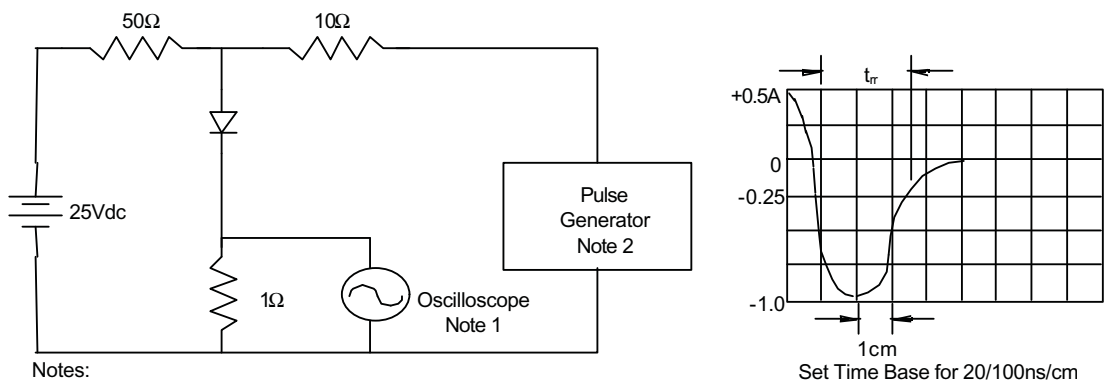 50Ω
10Ω
25Vdc
1Ω
Oscilloscope
Note 1
Pulse
Generator
Note 2
Notes:
trr
+0.5A
0
-0.25
-1.0
1cm
Set Time Base for 20/100ns/cm